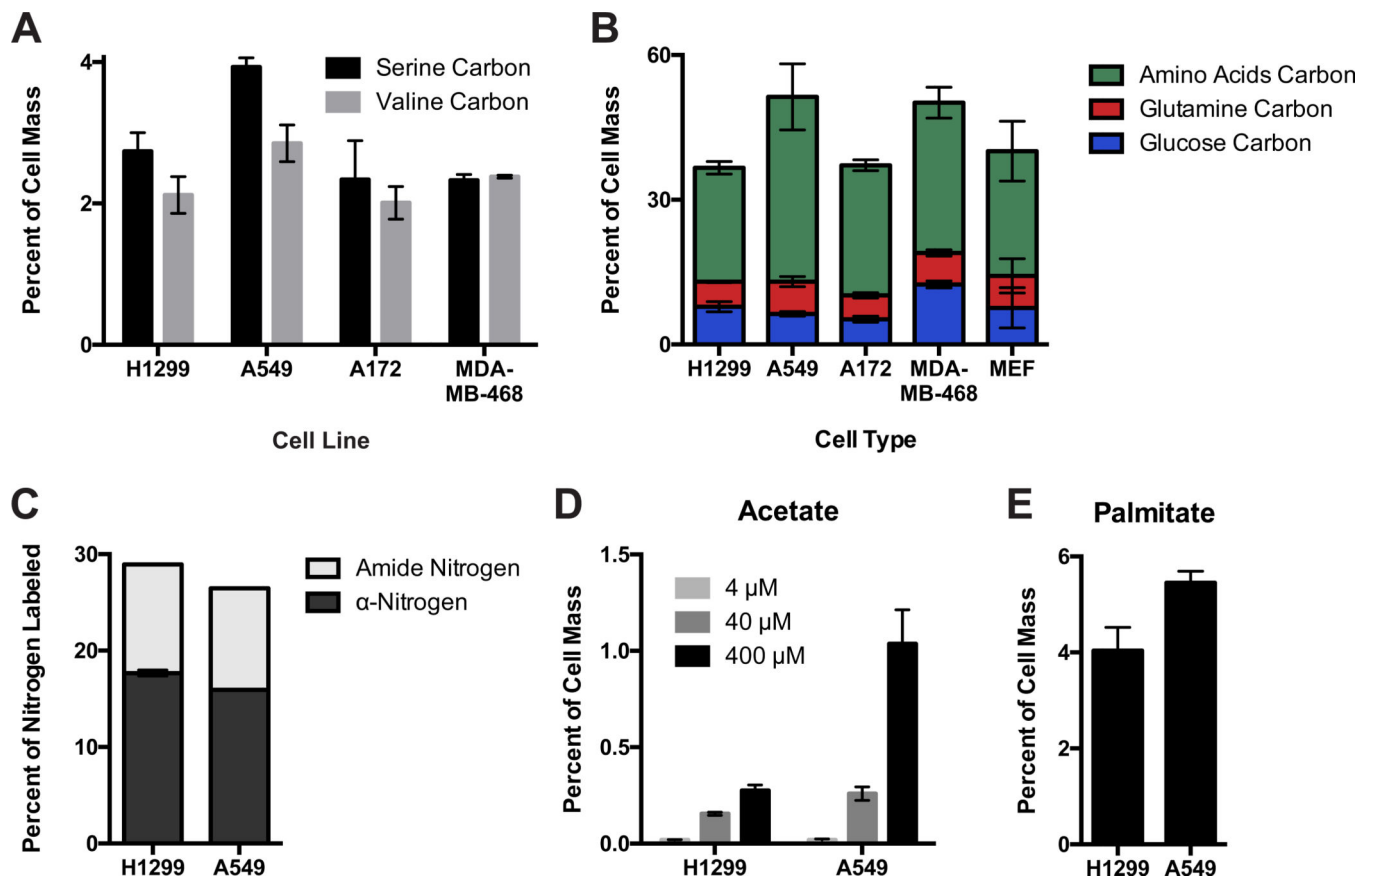 A
Percent of Cell Mass
4
2
0
Serine Carbon
Valine Carbon
H1299
A549
A172
MDA-
MB-468
Cell Line
B
Percent of Cell Mass
60
30
0
Amino Acids Carbon
Glutamine Carbon
Glucose Carbon
H1299
A549
A172
MDA-
MB-468
MEF
Cell Type
C
Percent of Nitrogen Labeled
30
20
10
0
Amide Nitrogen
α-Nitrogen
H1299
A549
D
Acetate
Percent of Cell Mass
1.5
1.0
0.5
0.0
4 µM
40 µM
400 µM
H1299
A549
E
Palmitate
Percent of Cell Mass
6
4
2
0
H1299
A549